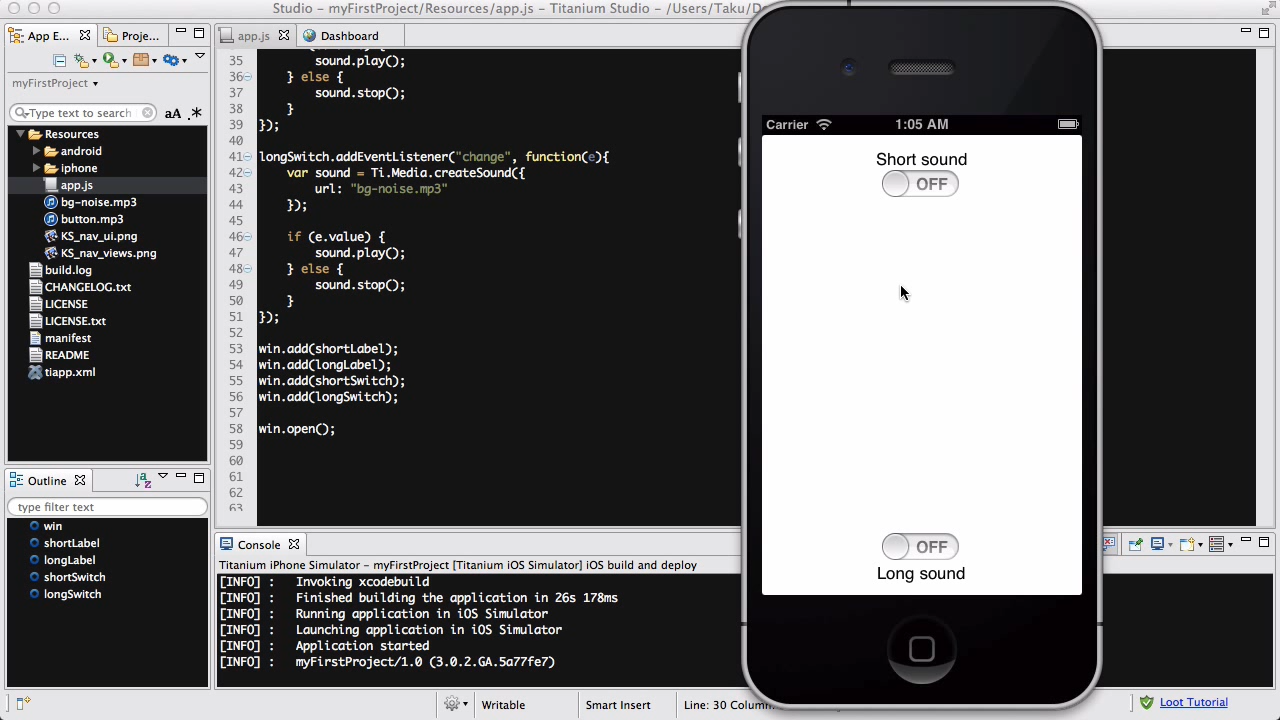 Studio - myFirstProject/Resources/app.js - Titanium Studio - /Users/Taku/Do
App E...
Proje...
myFirstProject
Type text to search
aA .*
Resources
android
iphone
app.js
bg-noise.mp3
button.mp3
KS_nav_ui.png
KS_nav_views.png
build.log
CHANGELOG.txt
LICENSE
LICENSE.txt
manifest
README
tiapp.xml
Outline
type filter text
win
shortLabel
longLabel
shortSwitch
longSwitch
app.js
Dashboard
35 sound.play();
36 } else {
37 sound.stop();
38 }
39 });
40
41 longSwitch.addEventListener("change", function(e){
42 var sound = Ti.Media.createSound({
43 url: "bg-noise.mp3"
44 });
45
46 if (e.value) {
47 sound.play();
48 } else {
49 sound.stop();
50 }
51 });
52
53 win.add(shortLabel);
54 win.add(longLabel);
55 win.add(shortSwitch);
56 win.add(longSwitch);
57
58 win.open();
59
60
61
62
63
Console
Titanium iPhone Simulator - myFirstProject [Titanium iOS Simulator] iOS build and deploy
[INFO] : Invoking xcodebuild
[INFO] : Finished building the application in 26s 178ms
[INFO] : Running application in iOS Simulator
[INFO] : Launching application in iOS Simulator
[INFO] : Application started
[INFO] : myFirstProject/1.0 (3.0.2.GA.5a77fe7)
Writable
Smart Insert
Line: 30 Column:
Loot Tutorial
Carrier
1:05 AM
Short sound
OFF
OFF
Long sound